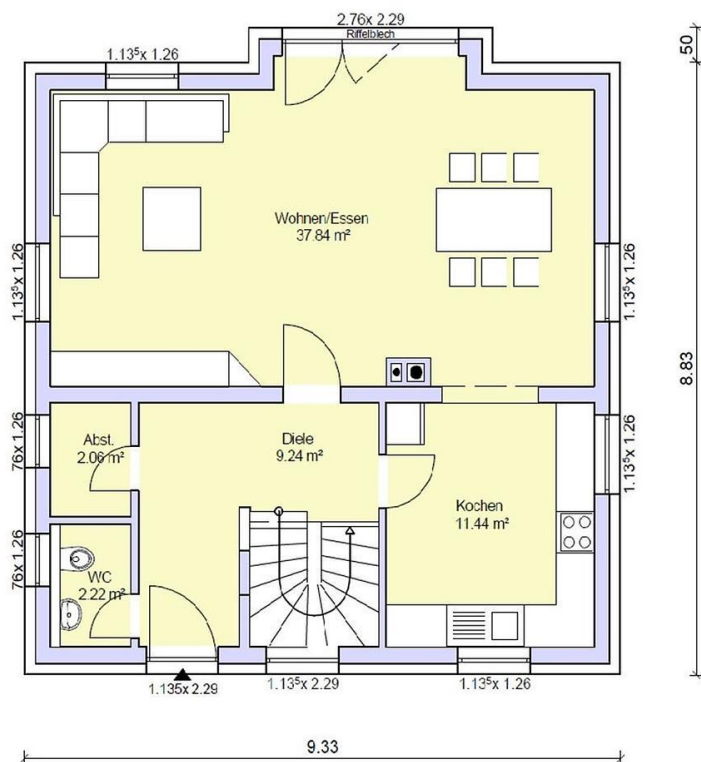 2.76x 2.29
Riffelblech
1.13⁵x 1.26
50
Wohnen/Essen
37.84 m²
1.13⁵x 1.26
1.13⁵x 1.26
8.83
Abst.
2.06 m²
Diele
9.24 m²
76x 1.26
1.13⁵x 1.26
Kochen
11.44 m²
76x 1.26
WC
2.22 m²
1.135x 2.29
1.13⁵x 2.29
1.13⁵x 1.26
9.33